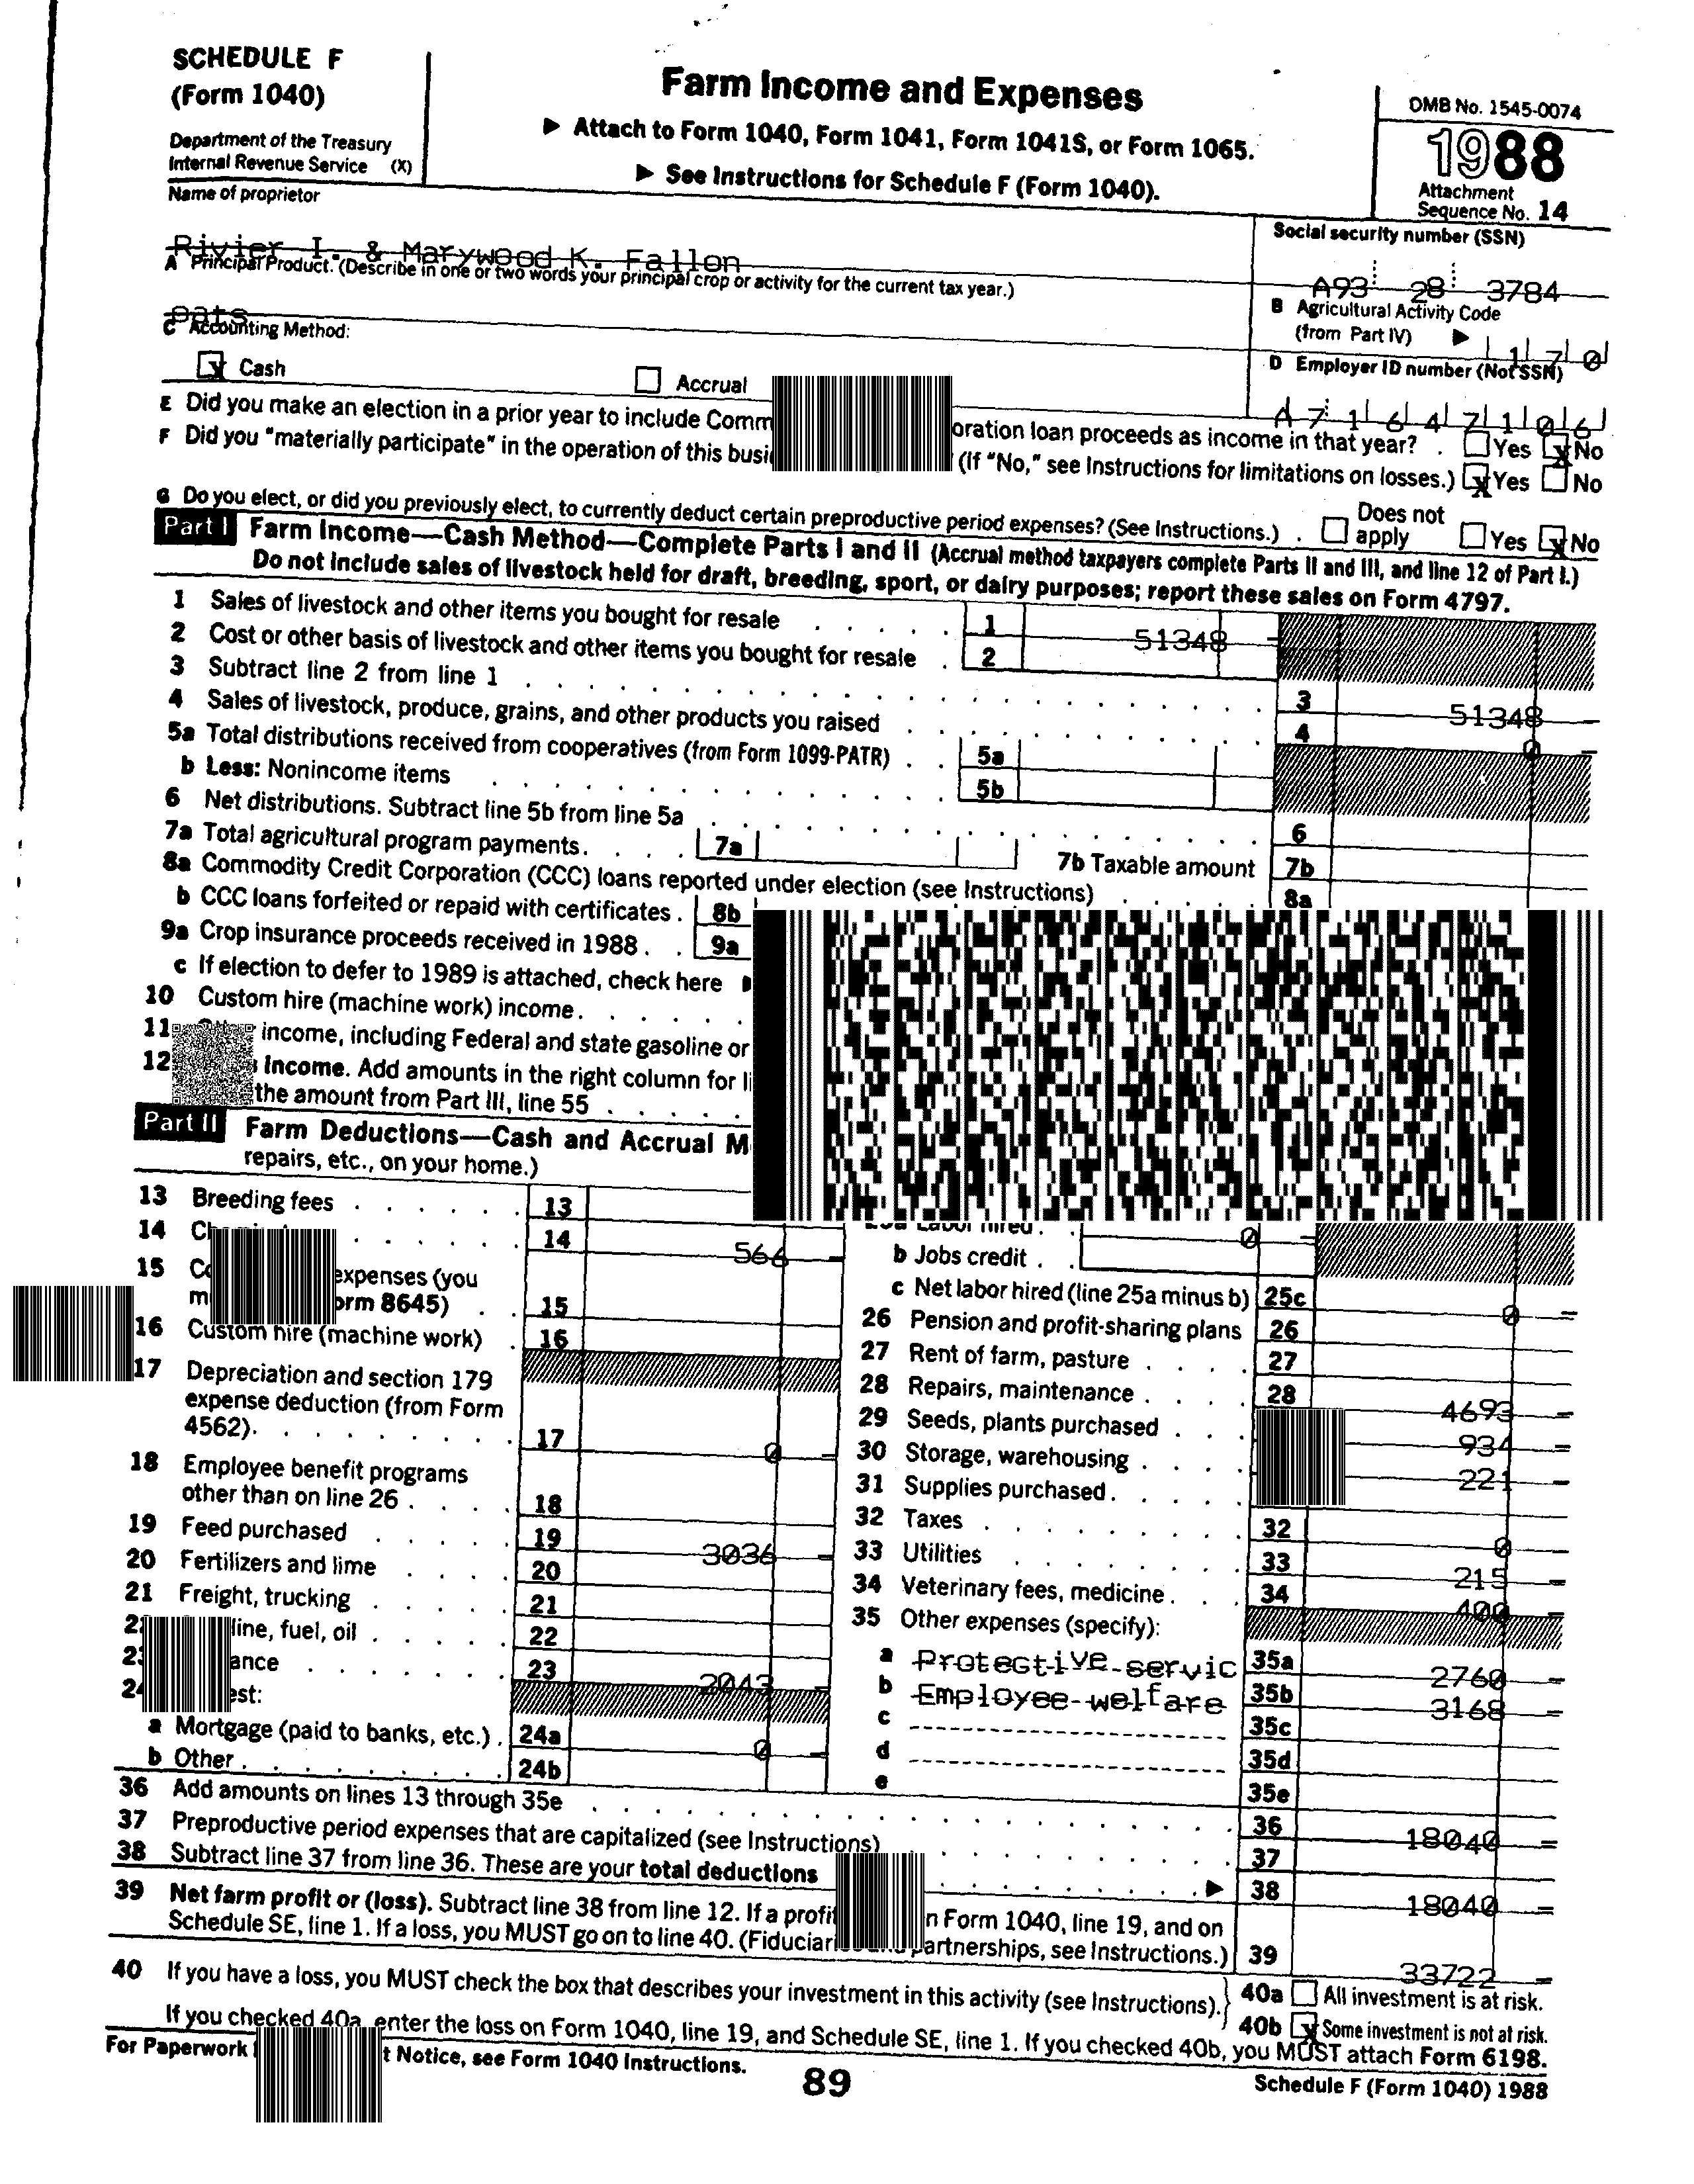 SCHEDULE F
(Form 1040)
Department of the Treasury
Internal Revenue Service (X)
Farm Income and Expenses
▶ Attach to Form 1040, Form 1041, Form 1041S, or Form 1065.
▶ See Instructions for Schedule F (Form 1040).
OMB No. 1545-0074
1988
Attachment
Sequence No. 14
Name of proprietor
Social security number (SSN)
Rivier I. & Marywood K. Fallon
A93 28 3784
A Principal Product. (Describe in one or two words your principal crop or activity for the current tax year.)
B Agricultural Activity Code
(from Part IV) ▶ 1 7 0
oats
C Accounting Method:
D Employer ID number (Not SSN)
A 7 1 6 4 7 1 0 6
x Cash Accrual
E Did you make an election in a prior year to include Comm oration loan proceeds as income in that year? . Yes x No
F Did you "materially participate" in the operation of this busi (If "No," see Instructions for limitations on losses.) x Yes No
G Do you elect, or did you previously elect, to currently deduct certain preproductive period expenses? (See Instructions.) . Does not apply Yes x No
Part I Farm Income—Cash Method—Complete Parts I and II (Accrual method taxpayers complete Parts II and III, and line 12 of Part I.)
Do not include sales of livestock held for draft, breeding, sport, or dairy purposes; report these sales on Form 4797.
1 Sales of livestock and other items you bought for resale . . . . . 1 51348 -
2 Cost or other basis of livestock and other items you bought for resale . 2
3 Subtract line 2 from line 1 . . . . 3 51348 -
4 Sales of livestock, produce, grains, and other products you raised . . . . 4 0 -
5a Total distributions received from cooperatives (from Form 1099-PATR) . . 5a
b Less: Nonincome items . . . . 5b
6 Net distributions. Subtract line 5b from line 5a . . . . 6
7a Total agricultural program payments. . . . . 7a 7b Taxable amount 7b
8a Commodity Credit Corporation (CCC) loans reported under election (see Instructions) . . . . 8a
b CCC loans forfeited or repaid with certificates . 8b
9a Crop insurance proceeds received in 1988 . . 9a
c If election to defer to 1989 is attached, check here
10 Custom hire (machine work) income. . . . . .
11 income, including Federal and state gasoline or
12 Income. Add amounts in the right column for li
the amount from Part III, line 55 . . . . .
Part II Farm Deductions—Cash and Accrual M
repairs, etc., on your home.)
13 Breeding fees . . . . . . 13
14 . . . . . 14 566 -
15 expenses (you
orm 8645) . . 15
16 Custom hire (machine work) . 16
17 Depreciation and section 179
expense deduction (from Form
4562). . . . . . . . . 17 0 -
18 Employee benefit programs
other than on line 26 . . . . 18
19 Feed purchased . . . . 19 3036 -
20 Fertilizers and lime . . . . 20
21 Freight, trucking . . . . 21
line, fuel, oil . . . . . 22
ance . . . . . . . 23 2043 -
24 est:
a Mortgage (paid to banks, etc.) . 24a 0 -
b Other . . . . . . . . . 24b
Labor hired . . 0 -
b Jobs credit . .
c Net labor hired (line 25a minus b) 25c 0 -
26 Pension and profit-sharing plans 26
27 Rent of farm, pasture . . . . 27
28 Repairs, maintenance . . . . 28 4693 -
29 Seeds, plants purchased . . . 934 -
30 Storage, warehousing . . . . 221 -
31 Supplies purchased . . . . .
32 Taxes . . . . . . . . 32 0 -
33 Utilities . . . . . . . 33 215 -
34 Veterinary fees, medicine . . . 34 400 -
35 Other expenses (specify):
a Protective servic 35a 2760 -
b Employee welfare 35b 3168 -
c 35c
d 35d
e 35e
36 Add amounts on lines 13 through 35e . . . . 36 18040 -
37 Preproductive period expenses that are capitalized (see Instructions) . . . . 37
38 Subtract line 37 from line 36. These are your total deductions . . . . ▶ 38 18040 -
39 Net farm profit or (loss). Subtract line 38 from line 12. If a profit n Form 1040, line 19, and on
Schedule SE, line 1. If a loss, you MUST go on to line 40. (Fiduciari artnerships, see Instructions.) 39 33722 -
40 If you have a loss, you MUST check the box that describes your investment in this activity (see Instructions). 40a All investment is at risk.
40b x Some investment is not at risk.
If you checked 40a, enter the loss on Form 1040, line 19, and Schedule SE, line 1. If you checked 40b, you MUST attach Form 6198.
For Paperwork t Notice, see Form 1040 Instructions.
89
Schedule F (Form 1040) 1988